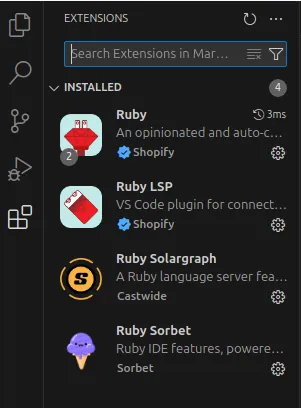 EXTENSIONS
Search Extensions in Mar...
INSTALLED
4
Ruby
3ms
An opinionated and auto-c...
2
Shopify
Ruby LSP
VS Code plugin for connect...
Shopify
Ruby Solargraph
A Ruby language server fea...
Castwide
Ruby Sorbet
Ruby IDE features, powere...
Sorbet